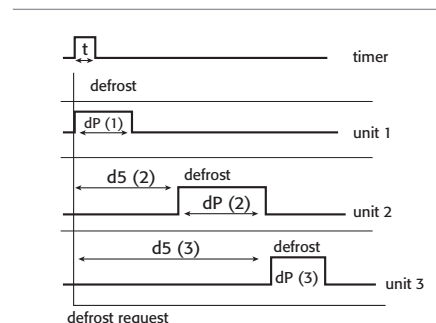 t
timer
defrost
dP (1)
unit 1
d5 (2)
defrost
dP (2)
unit 2
d5 (3)
defrost
dP (3)
unit 3
defrost request